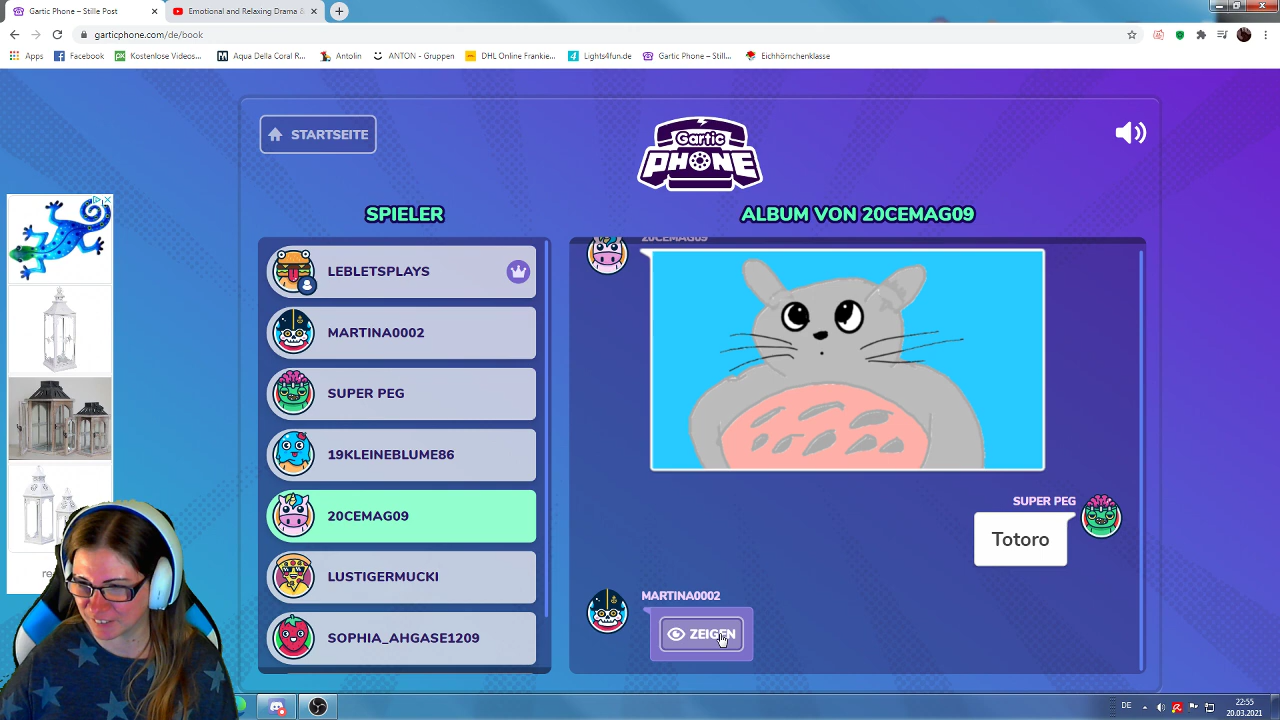 Gartic Phone – Stille Post
Emotional and Relaxing Drama &
garticphone.com/de/book
Apps
Facebook
Kostenlose Videos...
Aqua Della Coral R...
Antolin
ANTON - Gruppen
DHL Online Frankie...
Lights4fun.de
Gartic Phone – Still...
Eichhörnchenklasse
STARTSEITE
Gartic
PHONE
SPIELER
ALBUM VON 20CEMAG09
LEBLETSPLAYS
MARTINA0002
SUPER PEG
19KLEINEBLUME86
20CEMAG09
LUSTIGERMUCKI
SOPHIA_AHGASE1209
20CEMAG09
SUPER PEG
Totoro
MARTINA0002
ZEIGEN
DE
22:55
20.03.2021